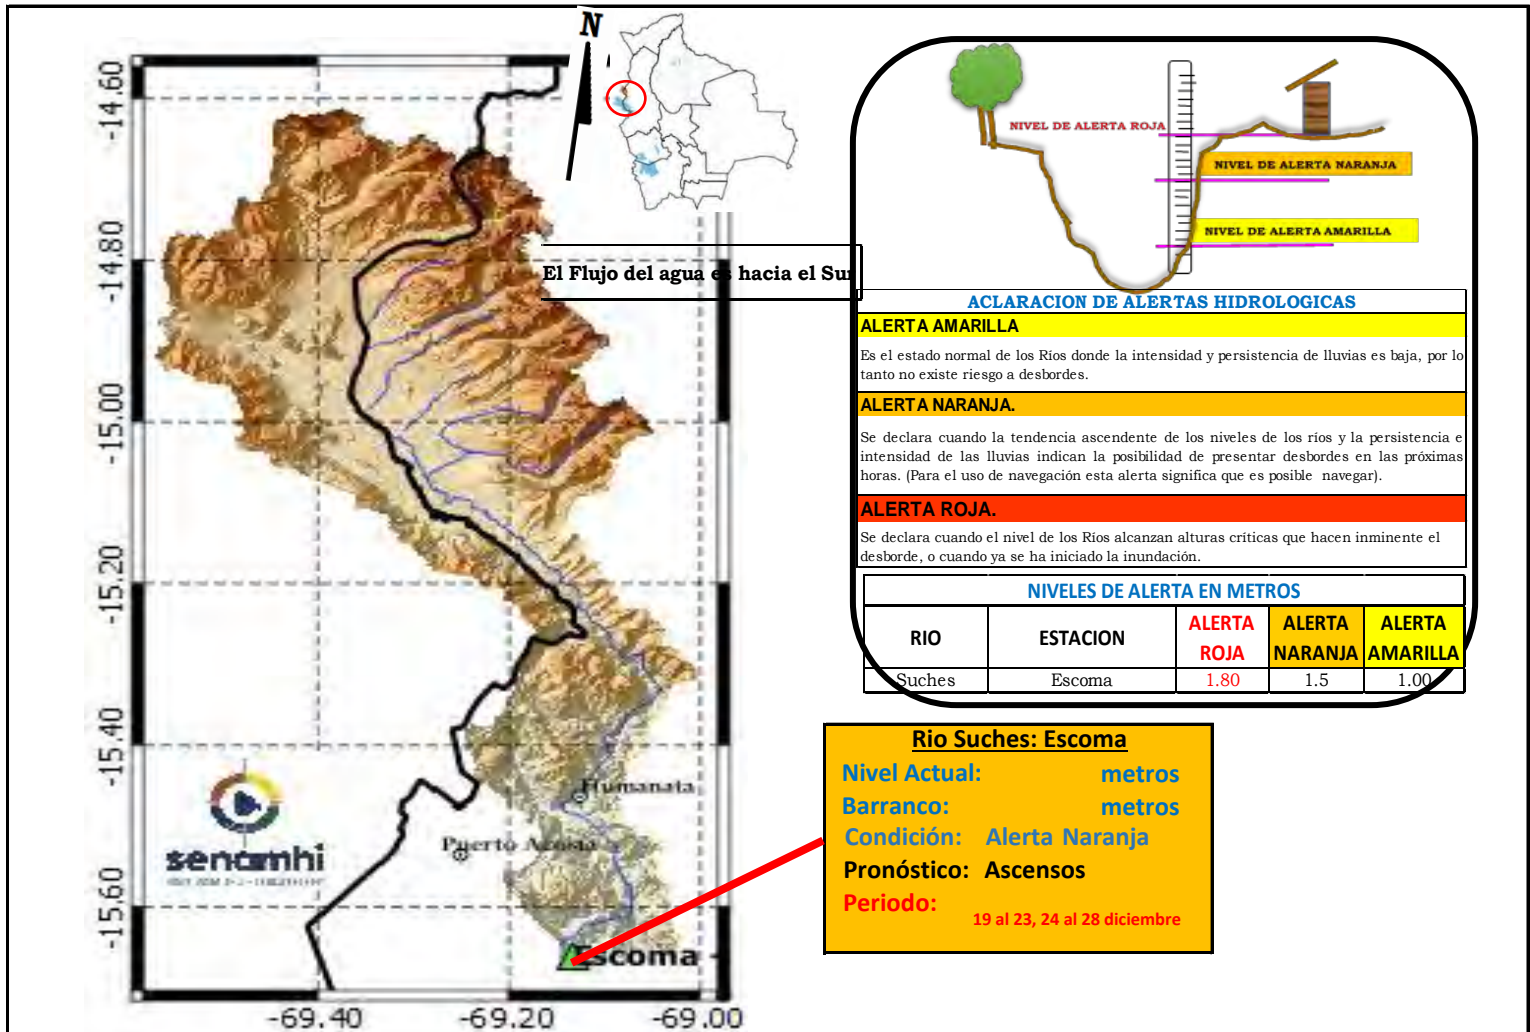 N
-14.60
-14.80
-15.00
-15.20
-15.40
-15.60
-69.40
-69.20
-69.00
El Flujo del agua es hacia el Sur
Humanata
Puerto Acosta
Escoma
senamhi
NIVEL DE ALERTA ROJA
NIVEL DE ALERTA NARANJA
NIVEL DE ALERTA AMARILLA
ACLARACION DE ALERTAS HIDROLOGICAS
ALERTA AMARILLA
Es el estado normal de los Ríos donde la intensidad y persistencia de lluvias es baja, por lo
tanto no existe riesgo a desbordes.
ALERTA NARANJA.
Se declara cuando la tendencia ascendente de los niveles de los ríos y la persistencia e
intensidad de las lluvias indican la posibilidad de presentar desbordes en las próximas
horas. (Para el uso de navegación esta alerta significa que es posible navegar).
ALERTA ROJA.
Se declara cuando el nivel de los Ríos alcanzan alturas críticas que hacen inminente el
desborde, o cuando ya se ha iniciado la inundación.
NIVELES DE ALERTA EN METROS
RIO ESTACION ALERTA ROJA ALERTA NARANJA ALERTA AMARILLA
Suches Escoma 1.80 1.5 1.00
Rio Suches: Escoma
Nivel Actual: metros
Barranco: metros
Condición: Alerta Naranja
Pronóstico: Ascensos
Periodo:
19 al 23, 24 al 28 diciembre